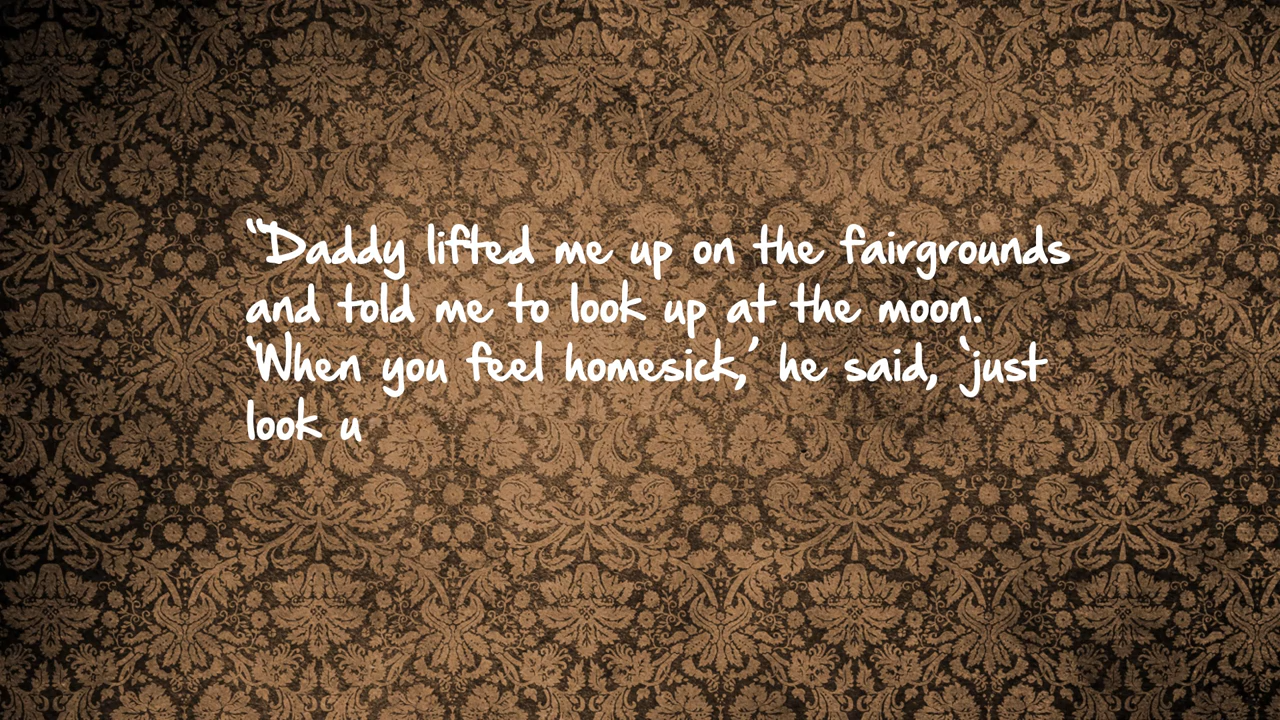 “Daddy lifted me up on the fairgrounds
and told me to look up at the moon.
‘When you feel homesick,’ he said, ‘just
look u